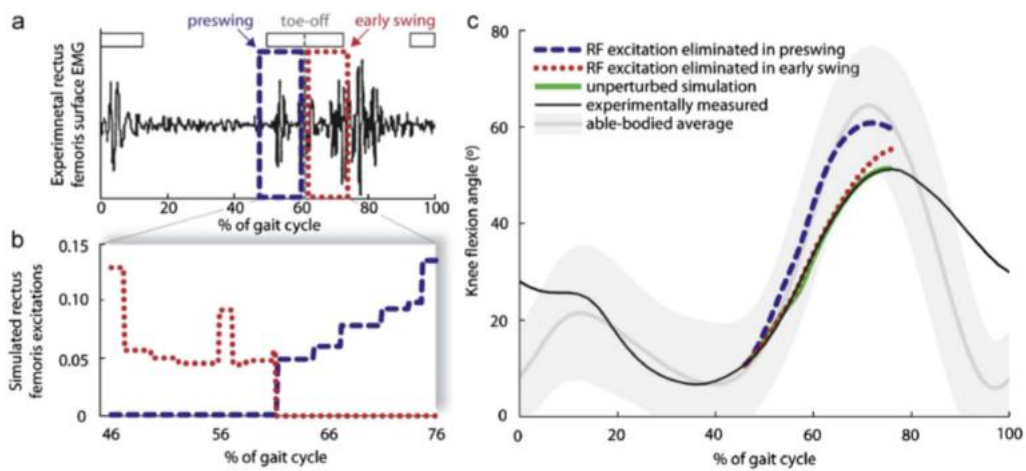 a
preswing
toe-off
early swing
Experimnetal rectus
femoris surface EMG
0 20 40 60 80 100
% of gait cycle
b
Simulated rectus
femoris excitations
0.15
0.10
0.05
0
46 56 66 76
% of gait cycle
c
Knee flexion angle (º)
80
60
40
20
0
RF excitation eliminated in preswing
RF excitation eliminated in early swing
unperturbed simulation
experimentally measured
able-bodied average
0 20 40 60 80 100
% of gait cycle